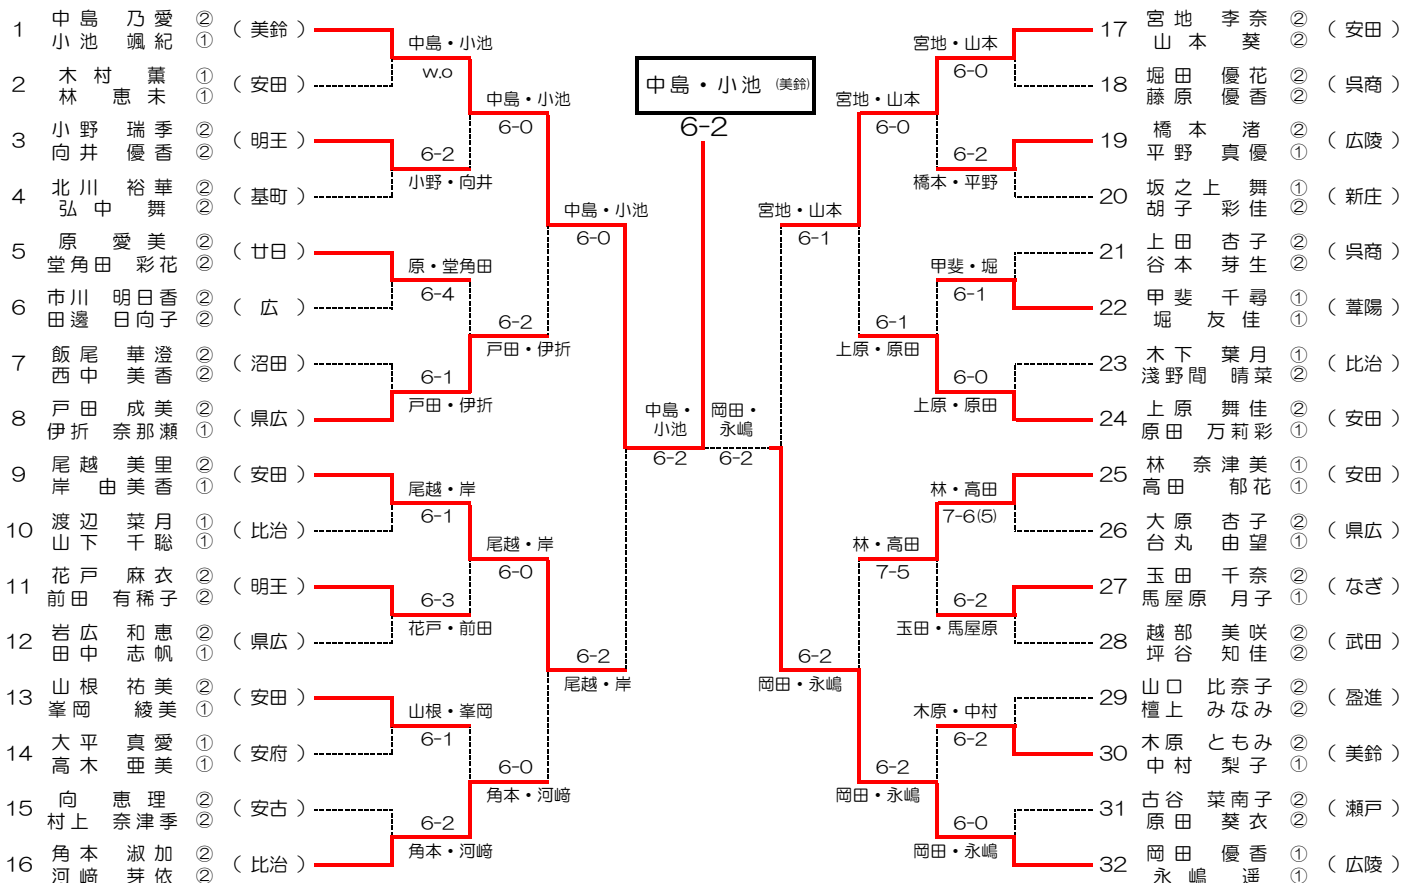 1 中島 乃愛 ② (美鈴)
小池 颯紀 ①
2 木村 薫 ① (安田)
林 恵未 ①
3 小野 瑞季 ② (明王)
向井 優香 ②
4 北川 裕華 ② (基町)
弘中 舞 ②
5 原 愛美 ② (廿日)
堂角田 彩花 ②
6 市川 明日香 ② (広)
田邊 日向子 ②
7 飯尾 華澄 ② (沼田)
西中 美香 ②
8 戸田 成美 ② (県広)
伊折 奈那瀬 ①
9 尾越 美里 ② (安田)
岸 由美香 ①
10 渡辺 菜月 ① (比治)
山下 千聡 ①
11 花戸 麻衣 ② (明王)
前田 有稀子 ②
12 岩広 和恵 ② (県広)
田中 志帆 ①
13 山根 祐美 ② (安田)
峯岡 綾美 ①
14 大平 真愛 ① (安府)
高木 亜美 ①
15 向 恵理 ② (安古)
村上 奈津季 ②
16 角本 淑加 ② (比治)
河﨑 芽依 ②
中島・小池
w.o
6-2
小野・向井
原・堂角田
6-4
6-1
戸田・伊折
尾越・岸
6-1
6-3
花戸・前田
山根・峯岡
6-1
6-2
角本・河﨑
中島・小池
6-0
6-2
戸田・伊折
尾越・岸
6-0
6-0
角本・河﨑
中島・小池
6-0
6-2
尾越・岸
中島・
小池
6-2
中島・小池 (美鈴)
6-2
岡田・
永嶋
6-2
宮地・山本
6-1
6-2
岡田・永嶋
宮地・山本
6-0
6-1
上原・原田
林・高田
7-5
6-2
岡田・永嶋
宮地・山本
6-0
6-2
橋本・平野
甲斐・堀
6-1
6-0
上原・原田
林・高田
7-6(5)
6-2
玉田・馬屋原
木原・中村
6-2
6-0
岡田・永嶋
17 宮地 李奈 ② (安田)
山本 葵 ②
18 堀田 優花 ② (呉商)
藤原 優香 ②
19 橋本 渚 ② (広陵)
平野 真優 ①
20 坂之上 舞 ① (新庄)
胡子 彩佳 ②
21 上田 杏子 ② (呉商)
谷本 芽生 ②
22 甲斐 千尋 ① (葦陽)
堀 友佳 ①
23 木下 葉月 ① (比治)
淺野間 晴菜 ②
24 上原 舞佳 ② (安田)
原田 万莉彩 ①
25 林 奈津美 ① (安田)
高田 郁花 ①
26 大原 杏子 ② (県広)
台丸 由望 ①
27 玉田 千奈 ② (なぎ)
馬屋原 月子 ①
28 越部 美咲 ② (武田)
坪谷 知佳 ②
29 山口 比奈子 ② (盈進)
檀上 みなみ ②
30 木原 ともみ ② (美鈴)
中村 梨子 ①
31 古谷 菜南子 ② (瀬戸)
原田 葵衣 ②
32 岡田 優香 ① (広陵)
永嶋 遥 ①